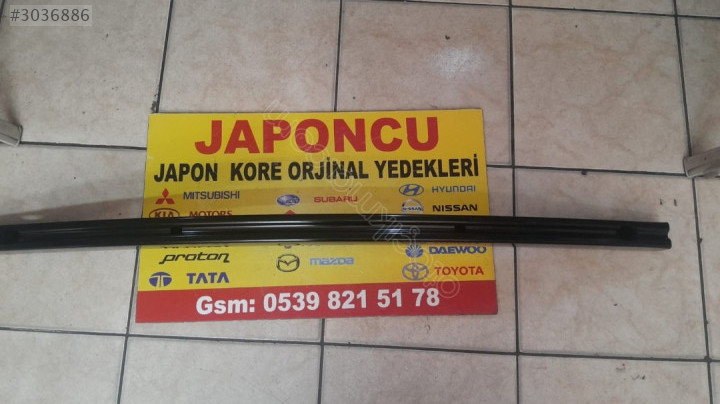 #3036886
JAPONCU
JAPON KORE ORJİNAL YEDEKLERİ
MITSUBISHI SUBARU HYUNDAI
KIA MOTORS NISSAN
proton mazda DAEWOO
TATA TOYOTA
Gsm: 0539 821 51 78